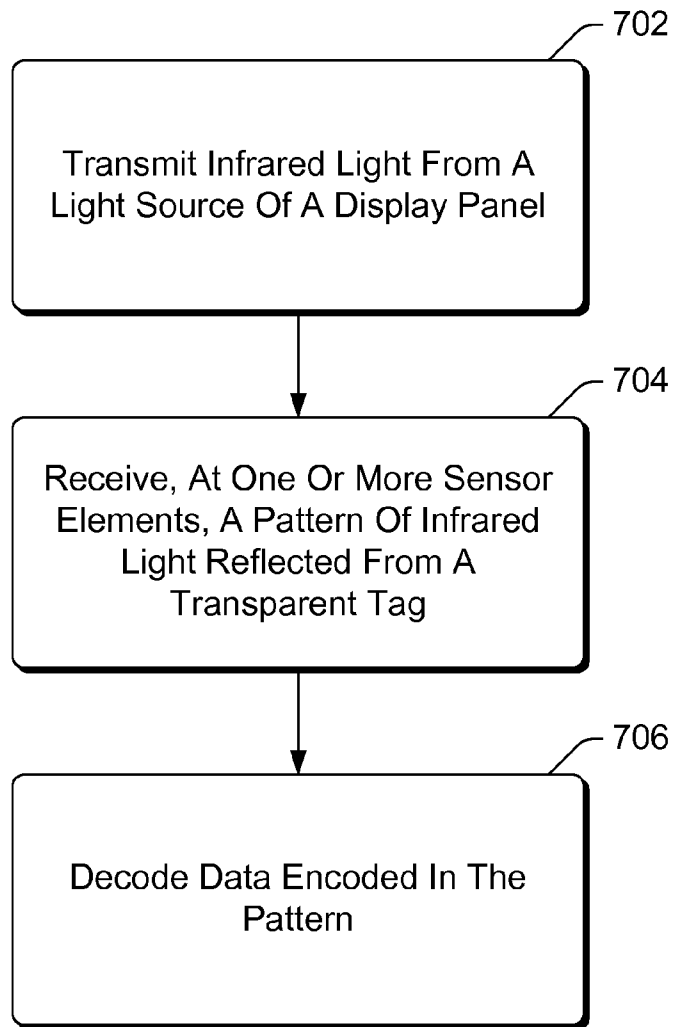 702
Transmit Infrared Light From A
Light Source Of A Display Panel
704
Receive, At One Or More Sensor
Elements, A Pattern Of Infrared
Light Reflected From A
Transparent Tag
706
Decode Data Encoded In The
Pattern